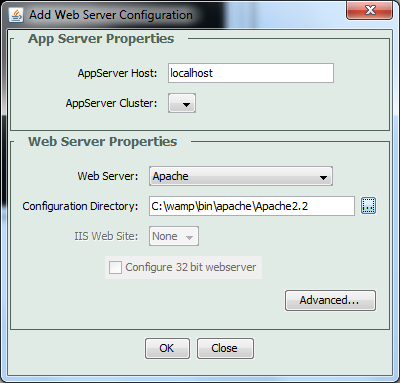 Add Web Server Configuration
App Server Properties
AppServer Host: localhost
AppServer Cluster:
Web Server Properties
Web Server: Apache
Configuration Directory: C:\wamp\bin\apache\Apache2.2 ...
IIS Web Site: None
Configure 32 bit webserver
Advanced...
OK Close